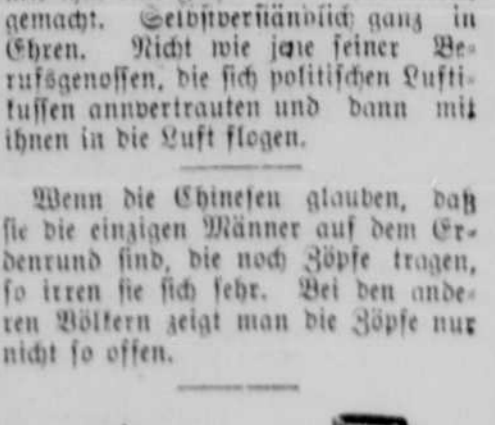 gemacht. Selbstverständlich ganz in
Ehren. Nicht wie jene seiner Be-
rufsgenossen, die sich politischen Lufti-
kussen annvertrauten und dann mit
ihnen in die Luft flogen.
Wenn die Chinesen glauben, daß
sie die einzigen Männer auf dem Er-
denrund sind, die noch Zöpfe tragen,
so irren sie sich sehr. Bei den ande-
ren Völkern zeigt man die Zöpfe nur
nicht so offen.